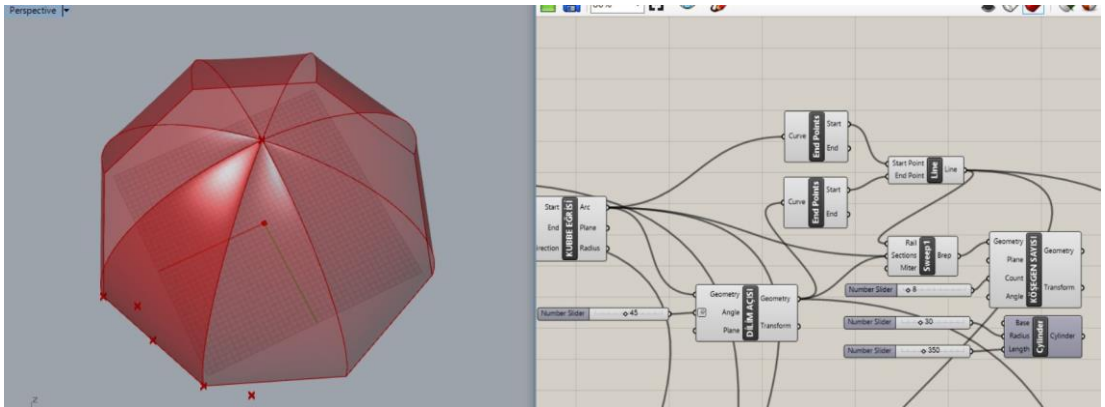 Perspective
Curve End Points Start
End
Start Point Line Line
End Point
Curve End Points Start
End
Start KUBBE EĞRİSİ Arc
End Plane
irection Radius
Rail Sweep1 Brep
Sections
Miter
Geometry KÖŞEGEN SAYISI Geometry
Plane
Count Transform
Angle
Number Slider 8
Geometry DİLİM AÇISI Geometry
Angle
Plane Transform
Number Slider 45
Number Slider 30
Base Cylinder Cylinder
Radius
Length
Number Slider 350
z